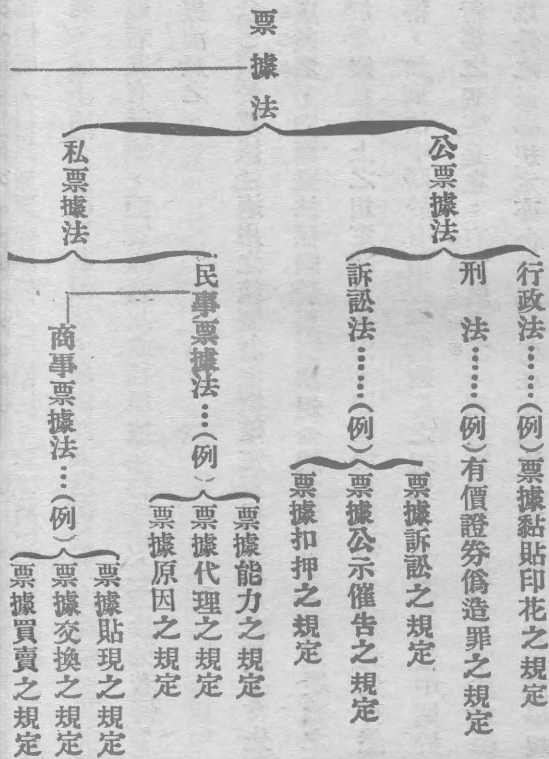 票據法
公票據法
行政法……(例)票據黏貼印花之規定
刑　法……(例)有價證券僞造罪之規定
訴訟法……(例)
票據訴訟之規定
票據公示催告之規定
票據扣押之規定
私票據法
民事票據法…(例)
票據能力之規定
票據代理之規定
票據原因之規定
商事票據法…(例)
票據貼現之規定
票據交換之規定
票據買賣之規定